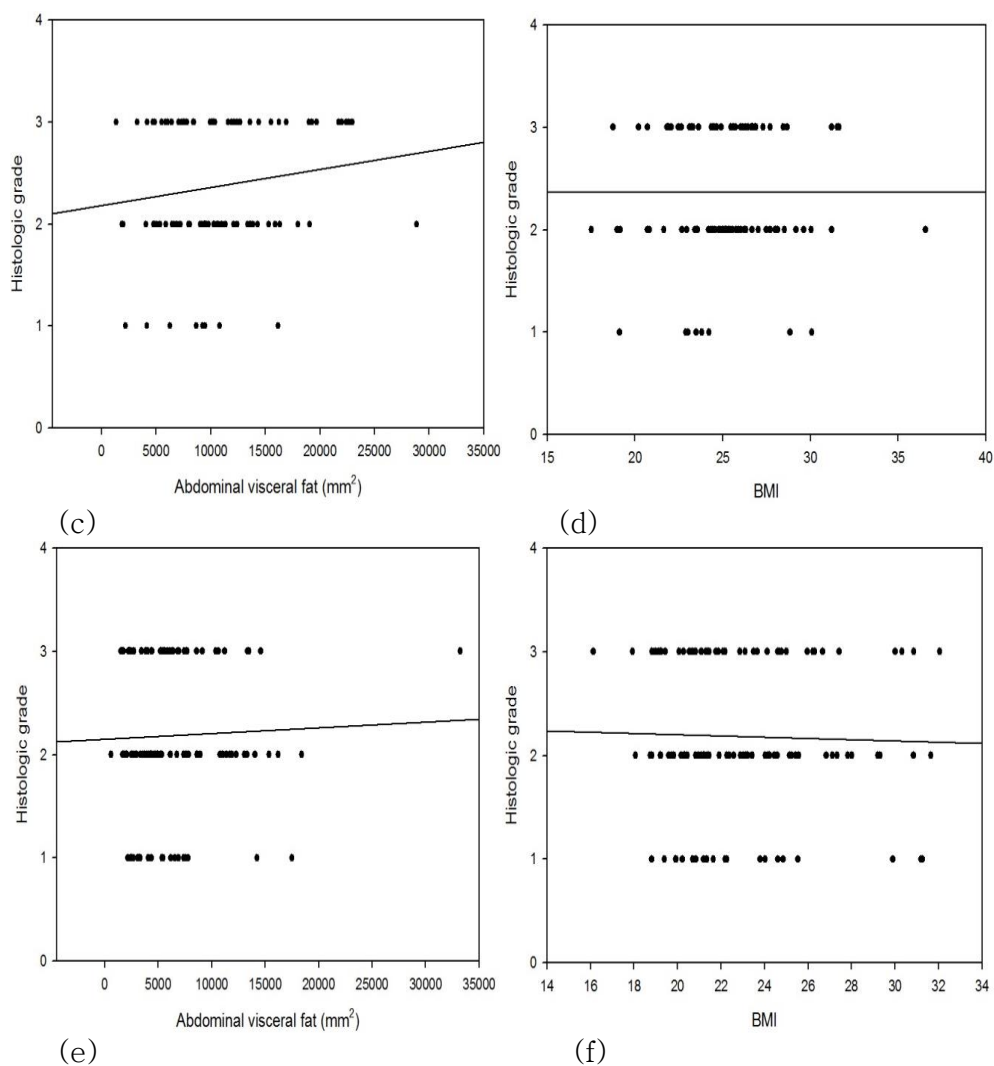 4
3
2
1
0
Histologic grade
0 5000 10000 15000 20000 25000 30000 35000
Abdominal visceral fat (mm²)
(c)
4
3
2
1
0
Histologic grade
15 20 25 30 35 40
BMI
(d)
4
3
2
1
0
Histologic grade
0 5000 10000 15000 20000 25000 30000 35000
Abdominal visceral fat (mm²)
(e)
4
3
2
1
0
Histologic grade
14 16 18 20 22 24 26 28 30 32 34
BMI
(f)